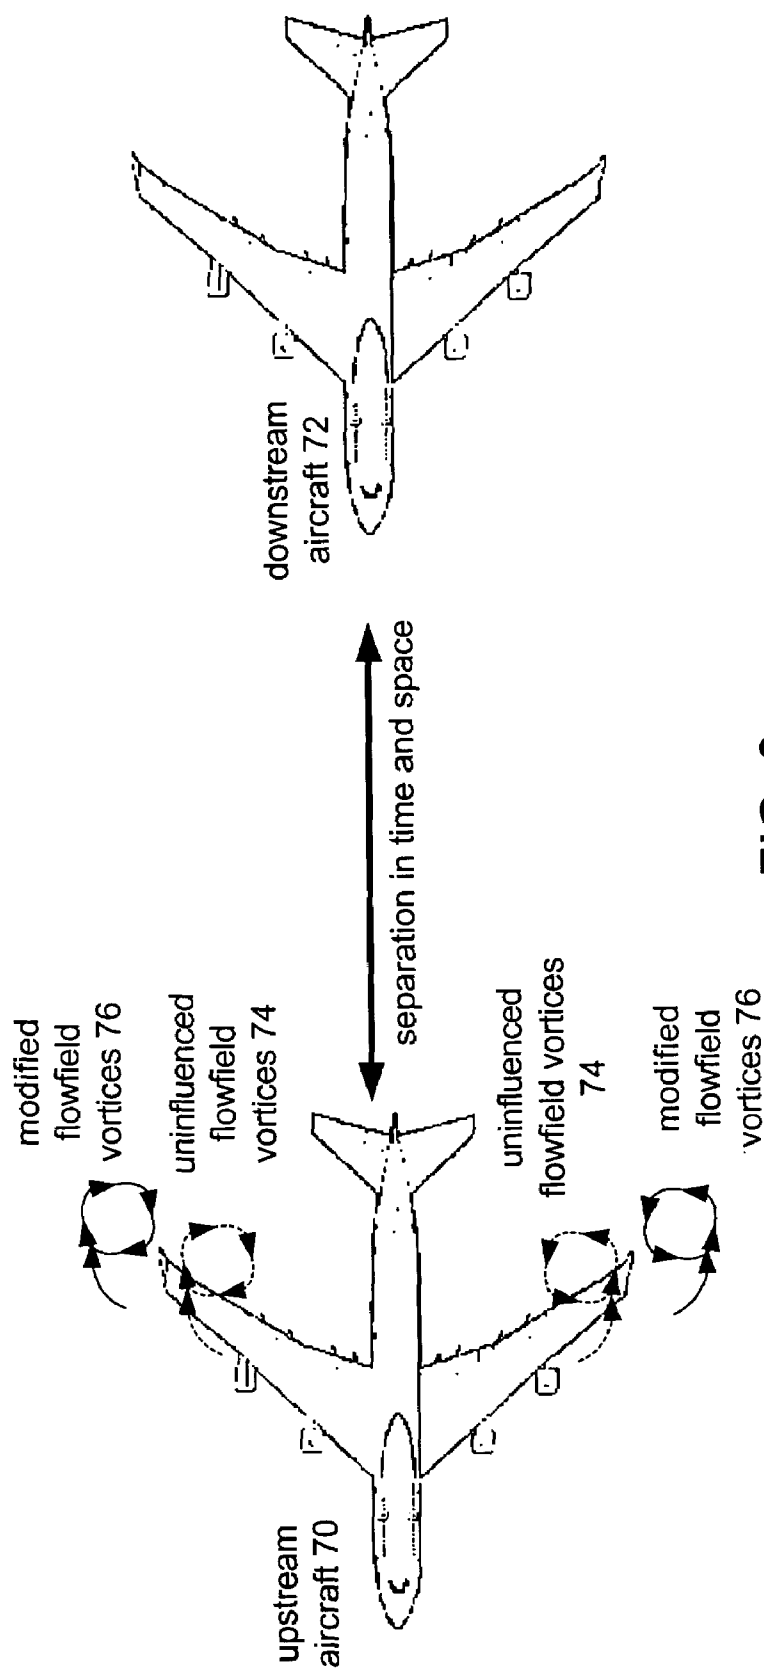 modified
flowfield
vortices 76
uninfluenced
flowfield
vortices 74
upstream
aircraft 70
downstream
aircraft 72
separation in time and space
uninfluenced
flowfield vortices
74
modified
flowfield
vortices 76
FIG.